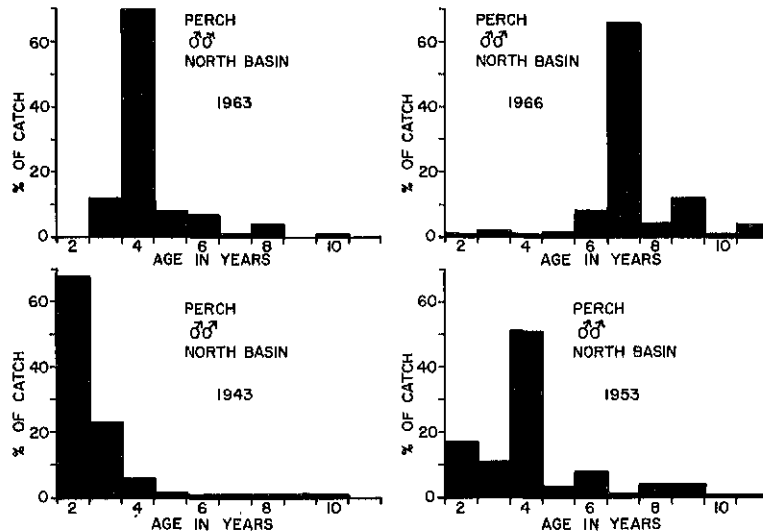 PERCH
♂♂
NORTH BASIN
1963
% OF CATCH
60
40
20
0
2 4 6 8 10
AGE IN YEARS
PERCH
♂♂
NORTH BASIN
1966
% OF CATCH
60
40
20
0
2 4 6 8 10
AGE IN YEARS
PERCH
♂♂
NORTH BASIN
1943
% OF CATCH
60
40
20
0
2 4 6 8 10
AGE IN YEARS
PERCH
♂♂
NORTH BASIN
1953
% OF CATCH
60
40
20
0
2 4 6 8 10
AGE IN YEARS